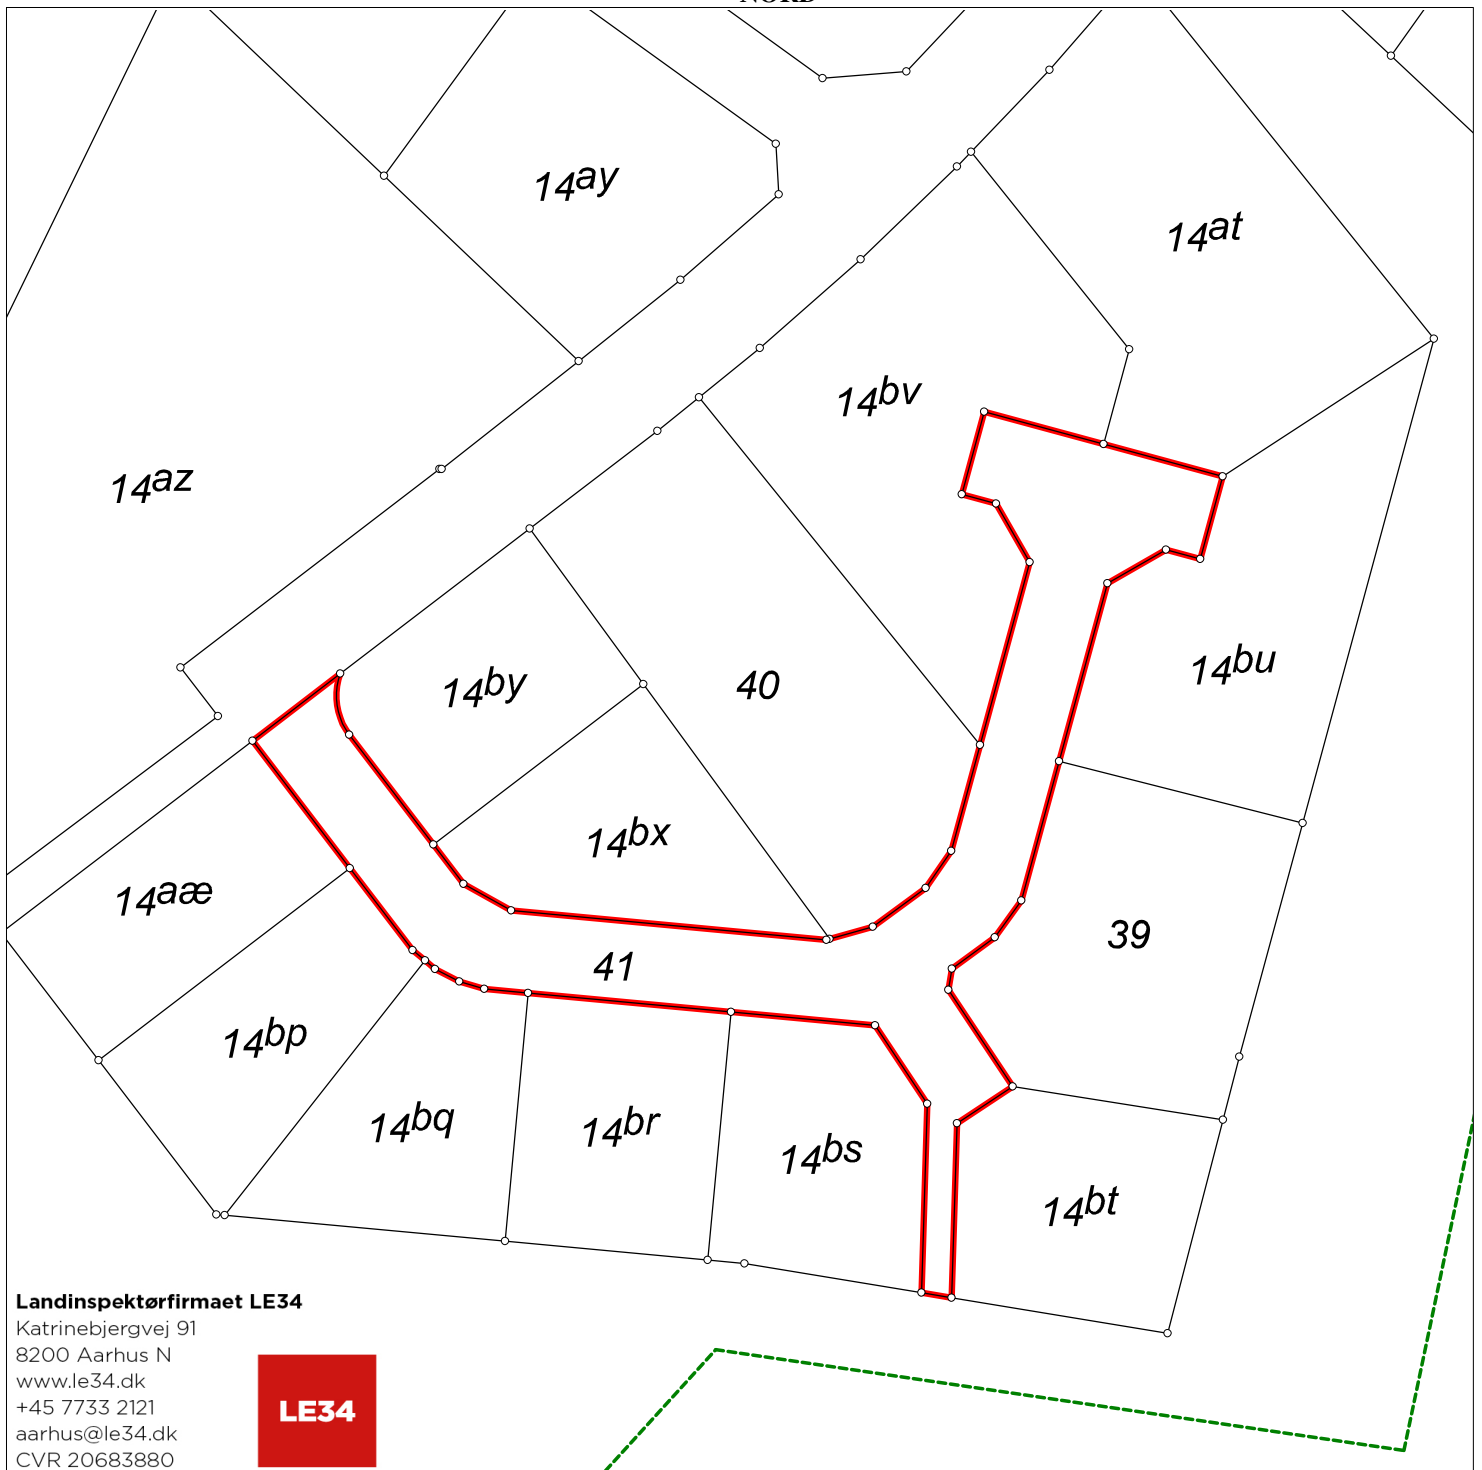 NORD
14ay
14at
14bv
14az
14bu
14by
40
14bx
14aæ
39
41
14bp
14bq
14br
14bs
14bt
Landinspektørfirmaet LE34
Katrinebjergvej 91
8200 Aarhus N
www.le34.dk
+45 7733 2121
aarhus@le34.dk
CVR 20683880
LE34